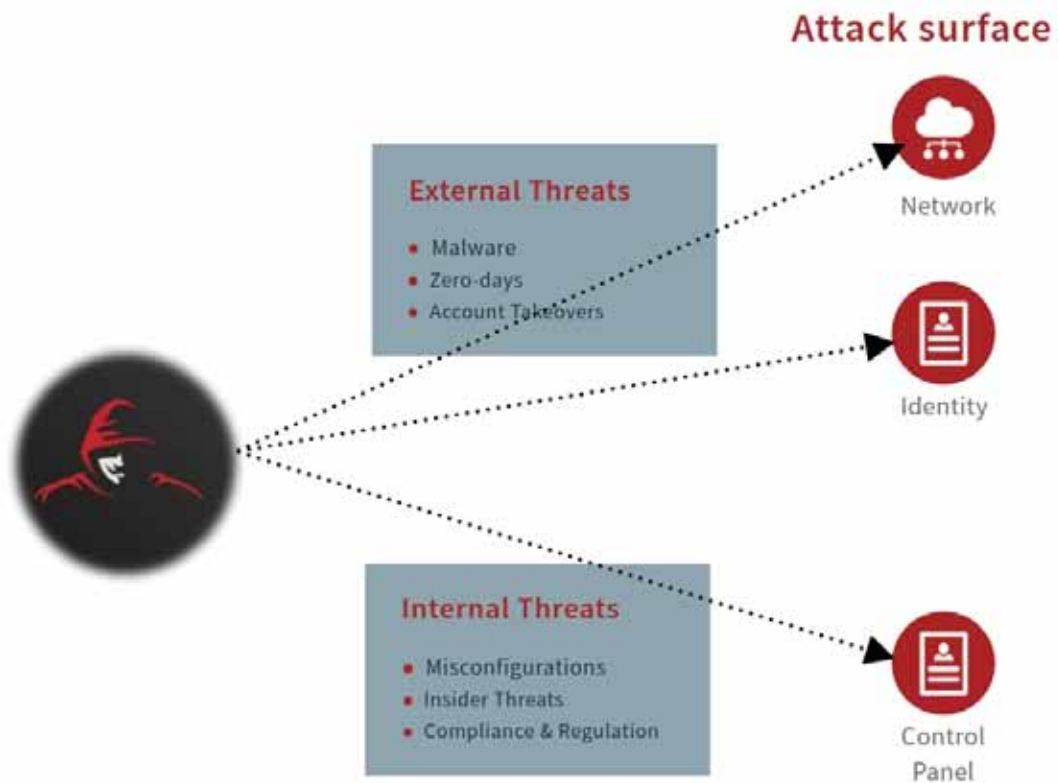 Attack surface
Network
External Threats
Malware
Zero-days
Account Takeovers
Identity
Internal Threats
Misconfigurations
Insider Threats
Compliance & Regulation
Control
Panel